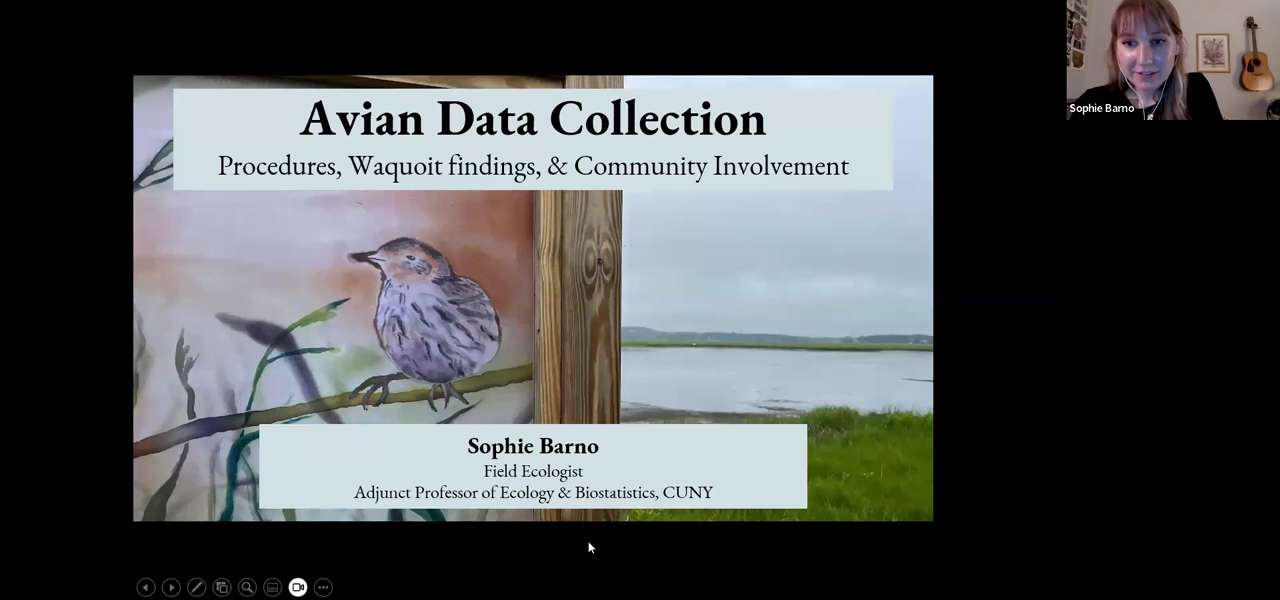 Avian Data Collection
Procedures, Waquoit findings, & Community Involvement
Sophie Barno
Sophie Barno
Field Ecologist
Adjunct Professor of Ecology & Biostatistics, CUNY